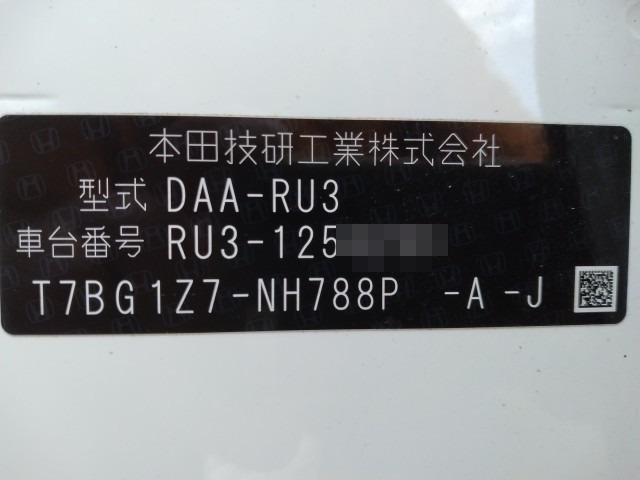 本田技研工業株式会社
型式 DAA-RU3
車台番号 RU3-125
T7BG1Z7-NH788P -A -J